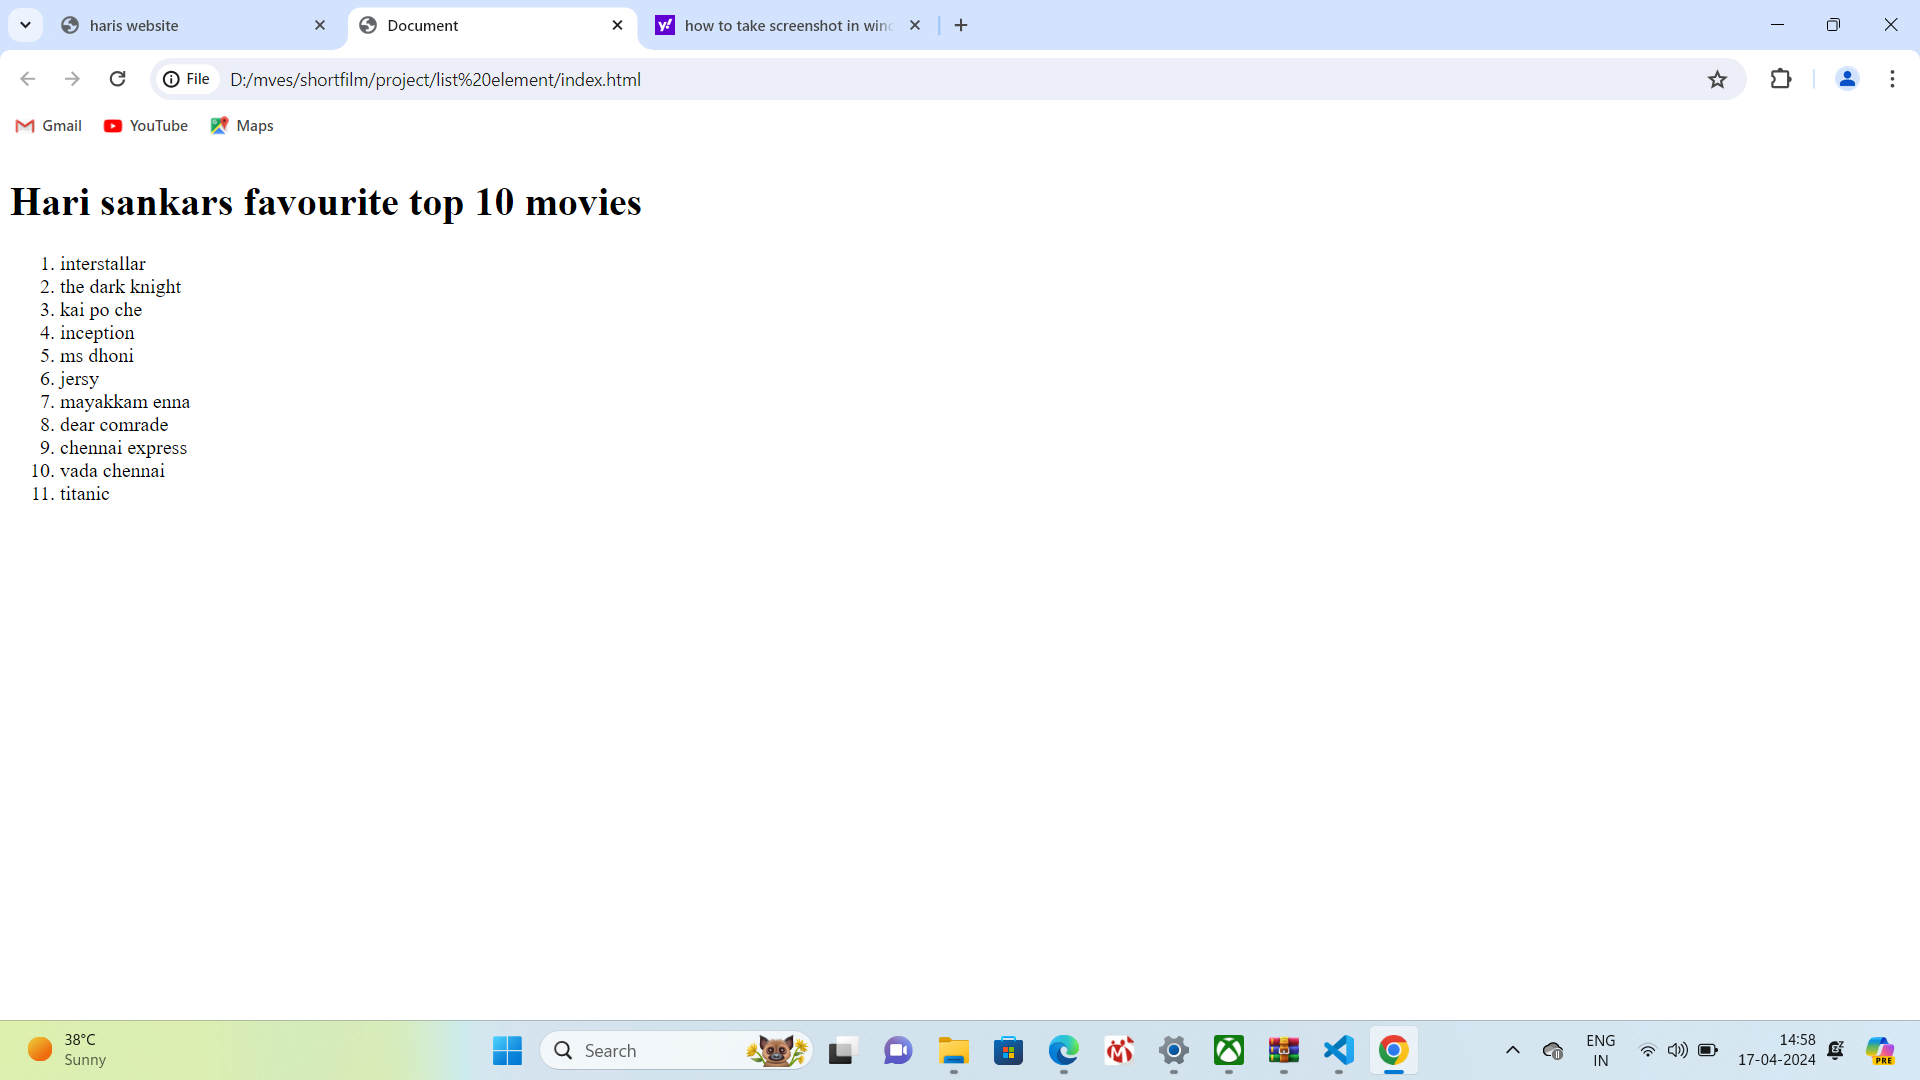 haris website
Document
how to take screenshot in winc
File
D:/mves/shortfilm/project/list%20element/index.html
Gmail
YouTube
Maps
Hari sankars favourite top 10 movies
1. interstallar
2. the dark knight
3. kai po che
4. inception
5. ms dhoni
6. jersy
7. mayakkam enna
8. dear comrade
9. chennai express
10. vada chennai
11. titanic
38°C
Sunny
Search
ENG
IN
14:58
17-04-2024
PRE